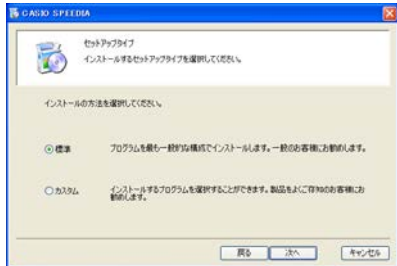 CASIO SPEEDIA
セットアップタイプ
インストールするセットアップタイプを選択してください。
インストールの方法を選択してください。
標準
プログラムを最も一般的な構成でインストールします。一般のお客様にお勧めします。
カスタム
インストールするプログラムを選択することができます。製品をよくご存知のお客様にお
勧めします。
戻る
次へ
キャンセル